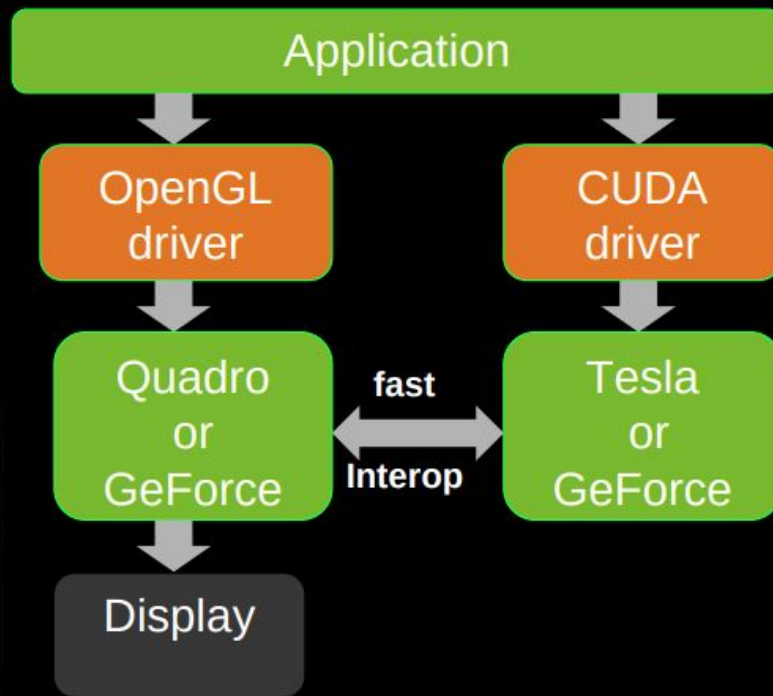 Application
OpenGL
driver
CUDA
driver
Quadro
or
GeForce
fast
Interop
Tesla
or
GeForce
Display